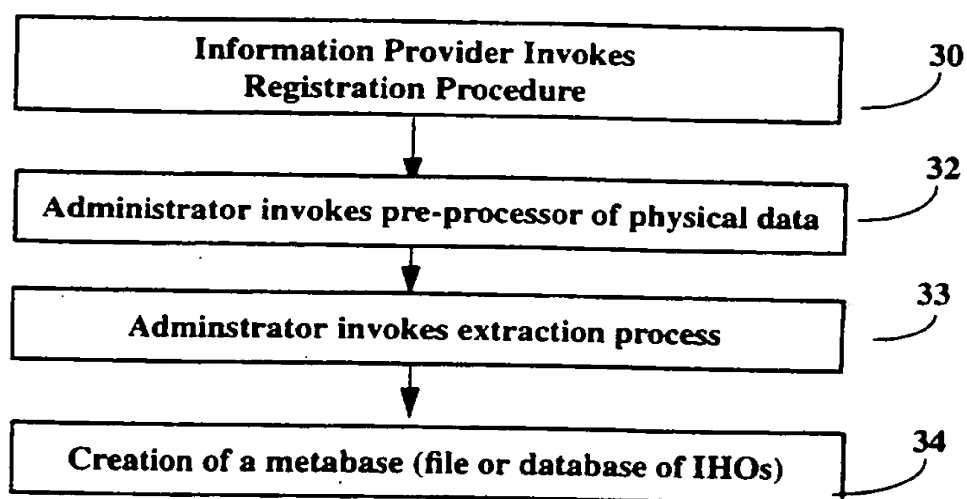 Information Provider Invokes
Registration Procedure
30
Administrator invokes pre-processor of physical data
32
Adminstrator invokes extraction process
33
Creation of a metabase (file or database of IHOs)
34